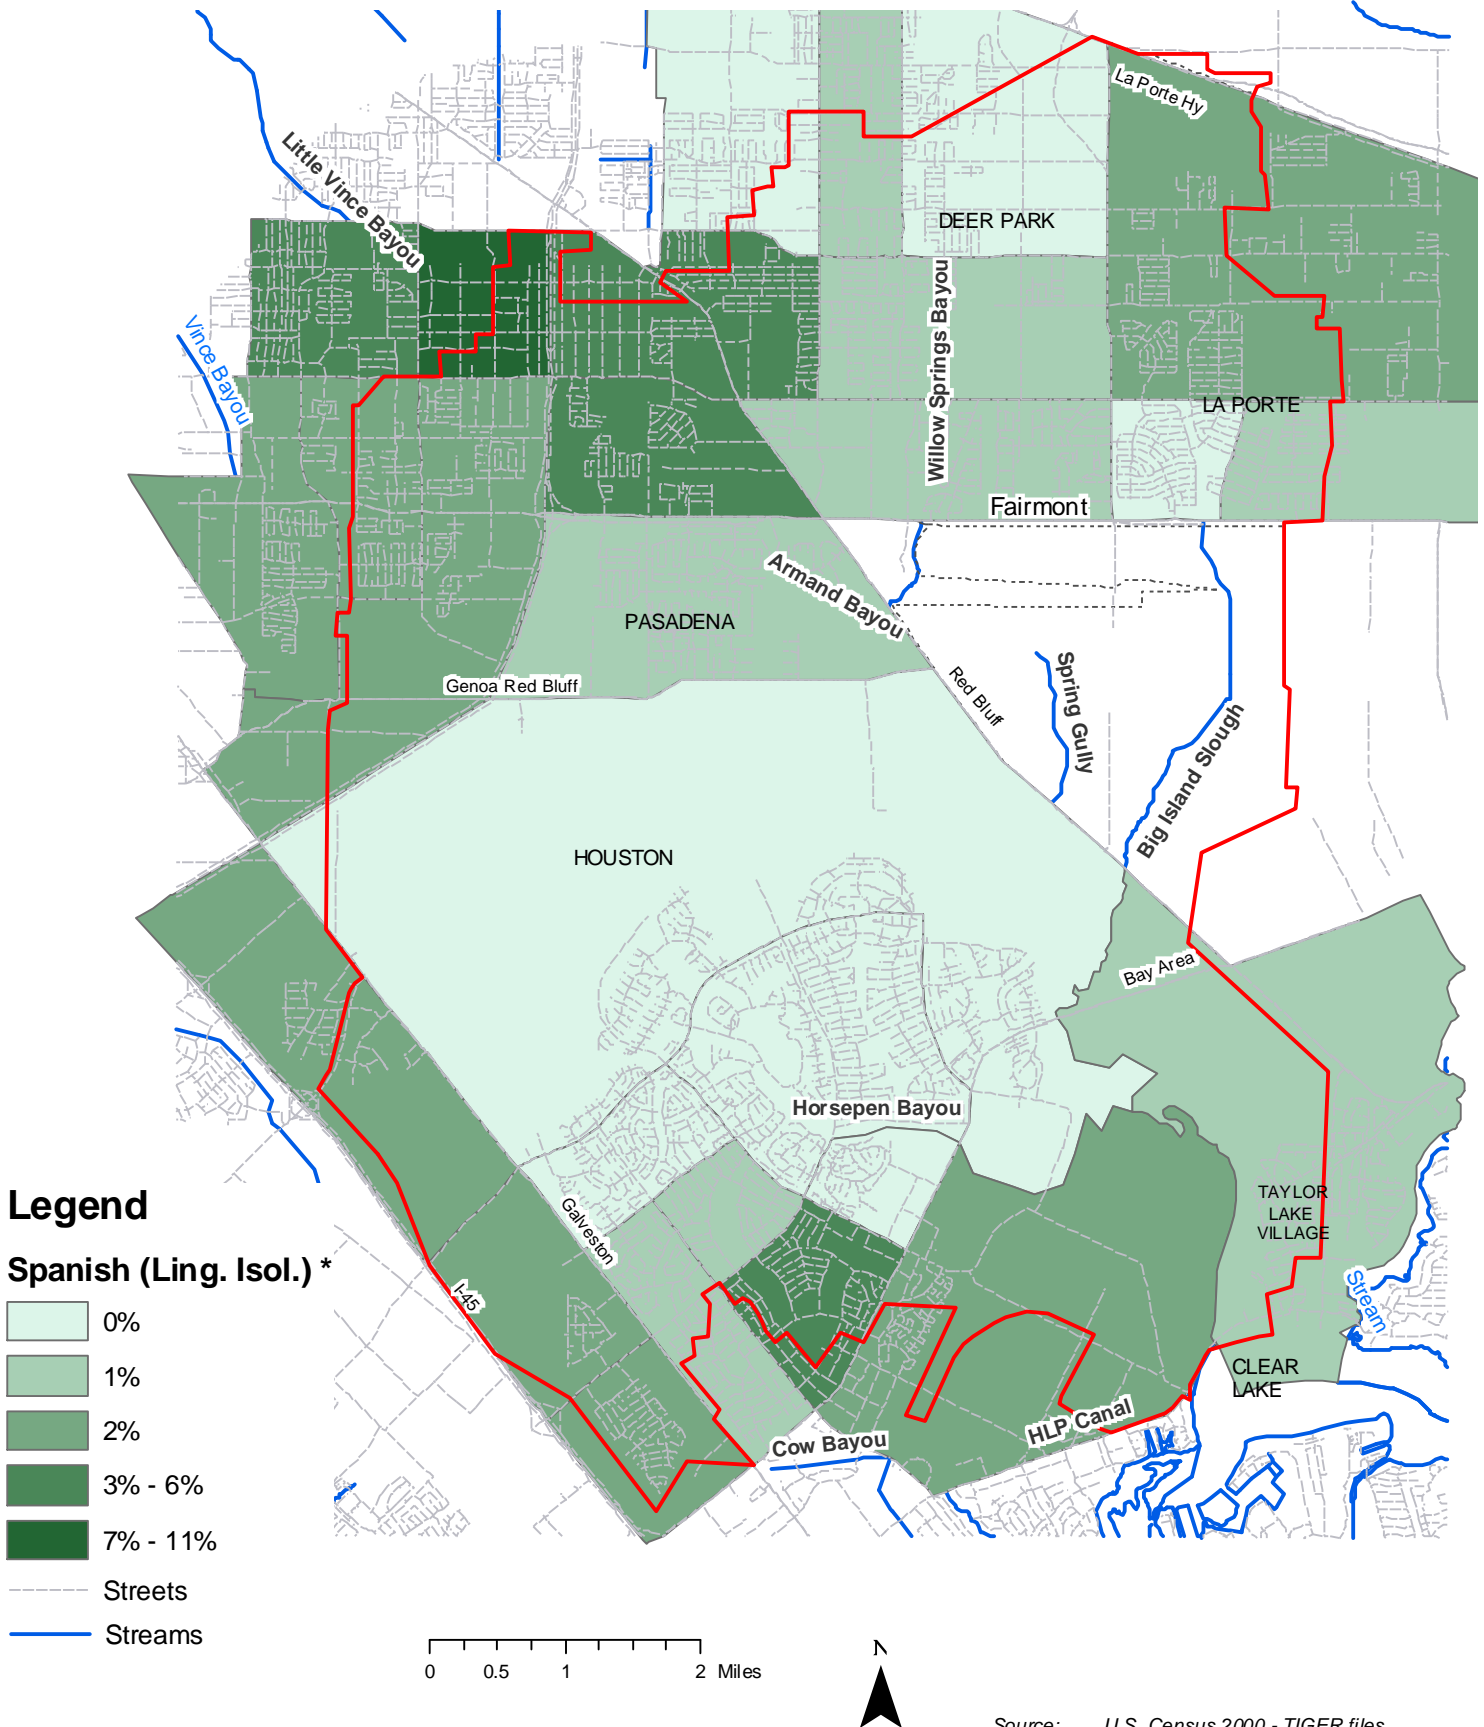 La Porte Hy
Little Vince Bayou
DEER PARK
Willow Springs Bayou
Vince Bayou
LA PORTE
Fairmont
Armand Bayou
PASADENA
Genoa Red Bluff
Red Bluff
Spring Gully
Big Island Slough
HOUSTON
Bay Area
Horsepen Bayou
Galveston
TAYLOR
LAKE
VILLAGE
I-45
Stream
CLEAR
LAKE
HLP Canal
Cow Bayou
Legend
Spanish (Ling. Isol.) *
0%
1%
2%
3% - 6%
7% - 11%
Streets
Streams
0 0.5 1 2 Miles
N
Source: U.S. Census 2000 - TIGER files